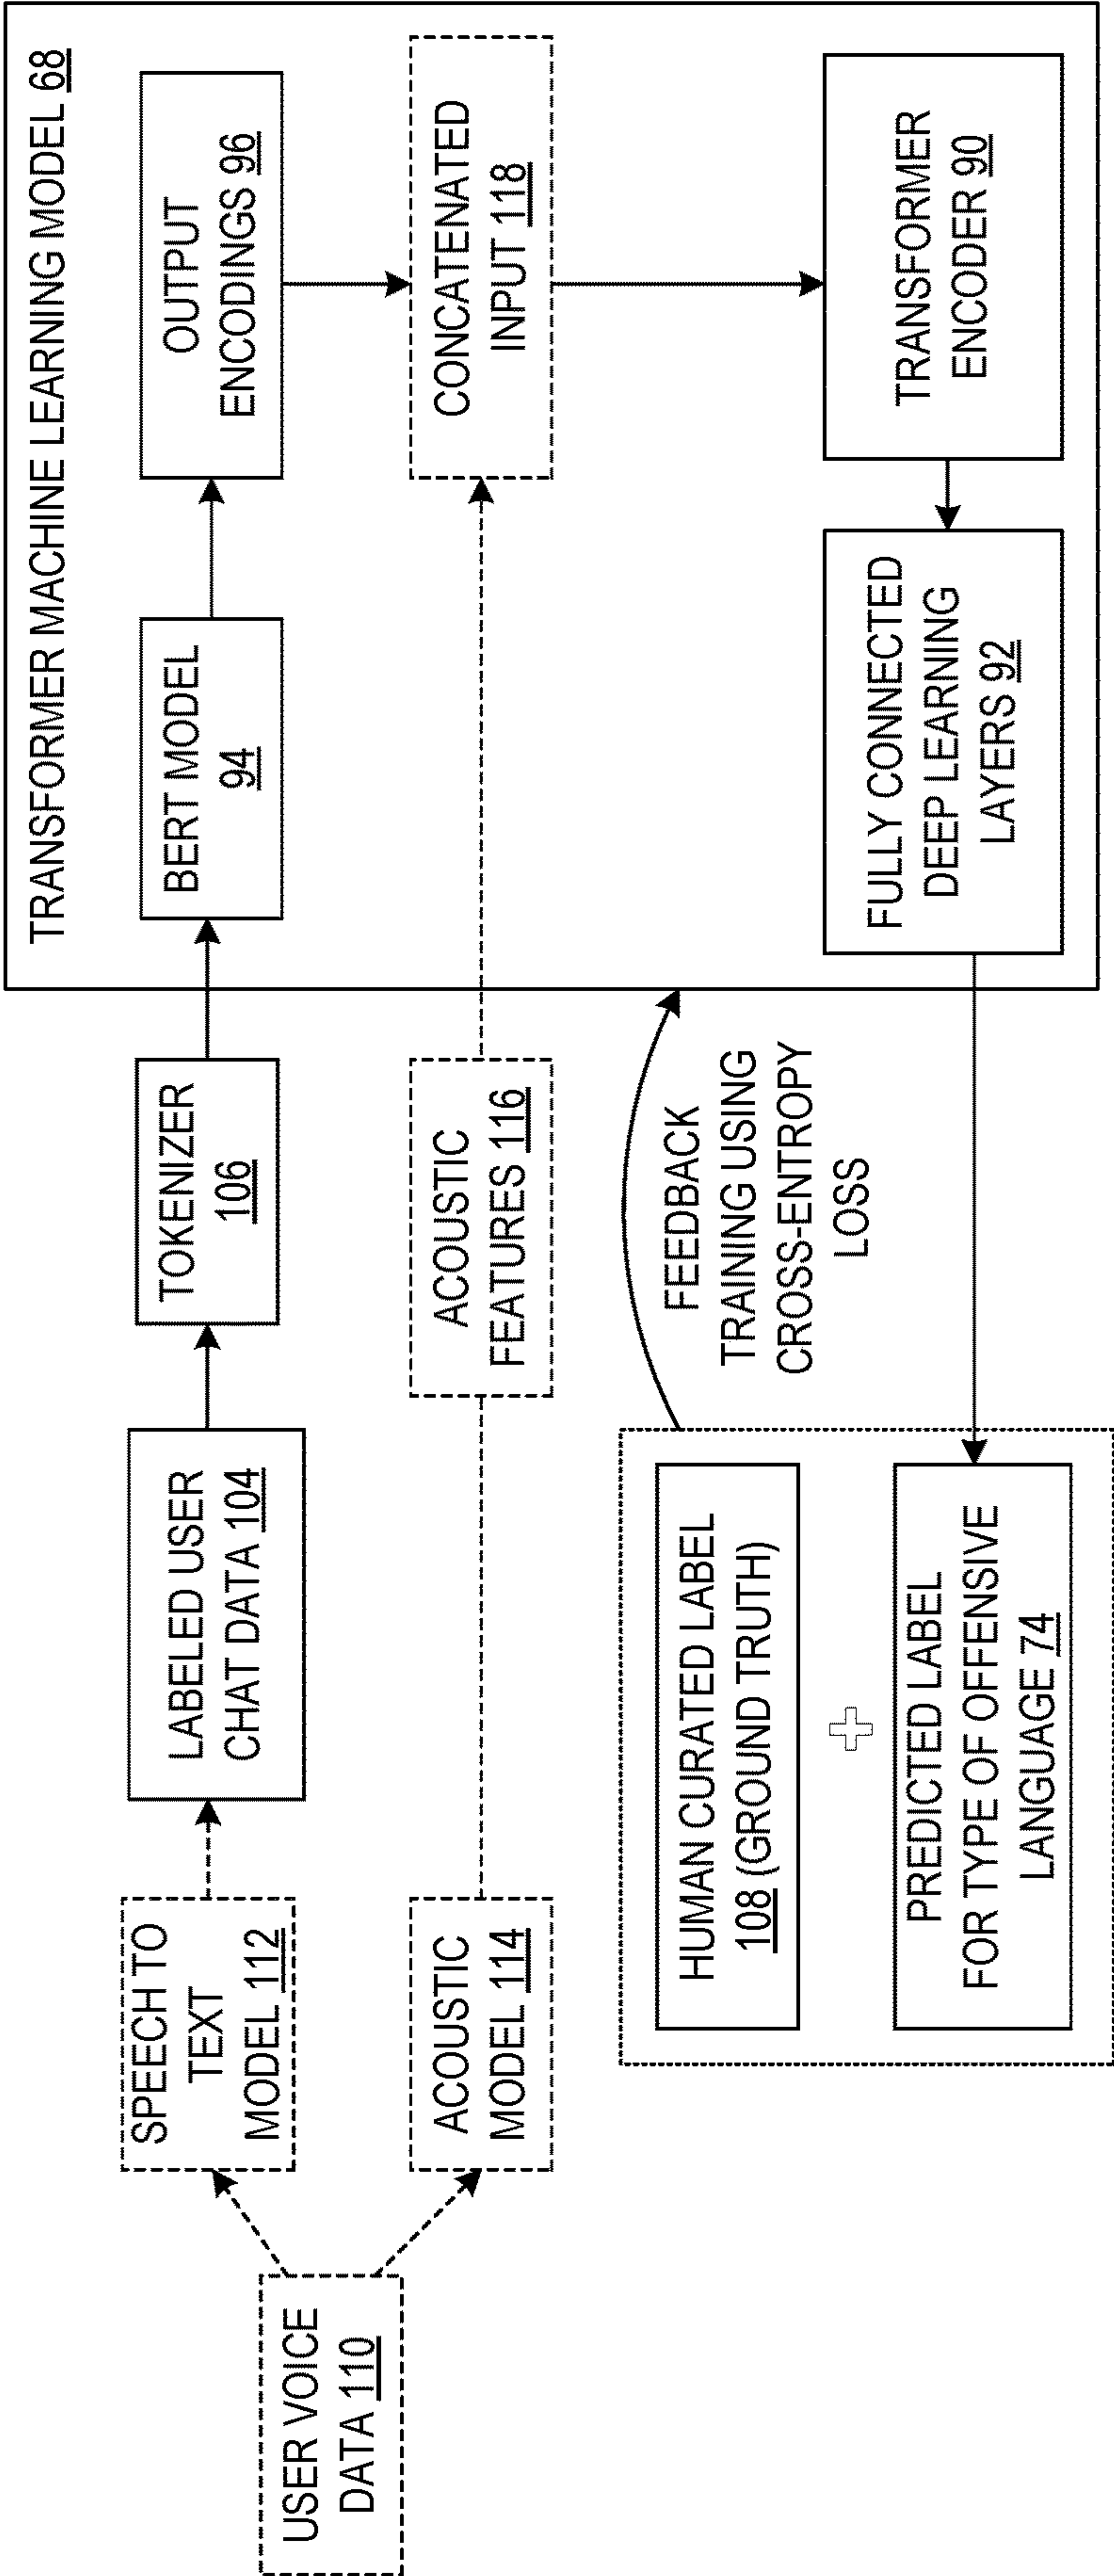 TRANSFORMER MACHINE LEARNING MODEL 68
USER VOICE
DATA 110
SPEECH TO
TEXT
MODEL 112
LABELED USER
CHAT DATA 104
TOKENIZER
106
BERT MODEL
94
OUTPUT
ENCODINGS 96
ACOUSTIC
MODEL 114
ACOUSTIC
FEATURES 116
CONCATENATED
INPUT 118
HUMAN CURATED LABEL
108 (GROUND TRUTH)
PREDICTED LABEL
FOR TYPE OF OFFENSIVE
LANGUAGE 74
FEEDBACK
TRAINING USING
CROSS-ENTROPY
LOSS
FULLY CONNECTED
DEEP LEARNING
LAYERS 92
TRANSFORMER
ENCODER 90